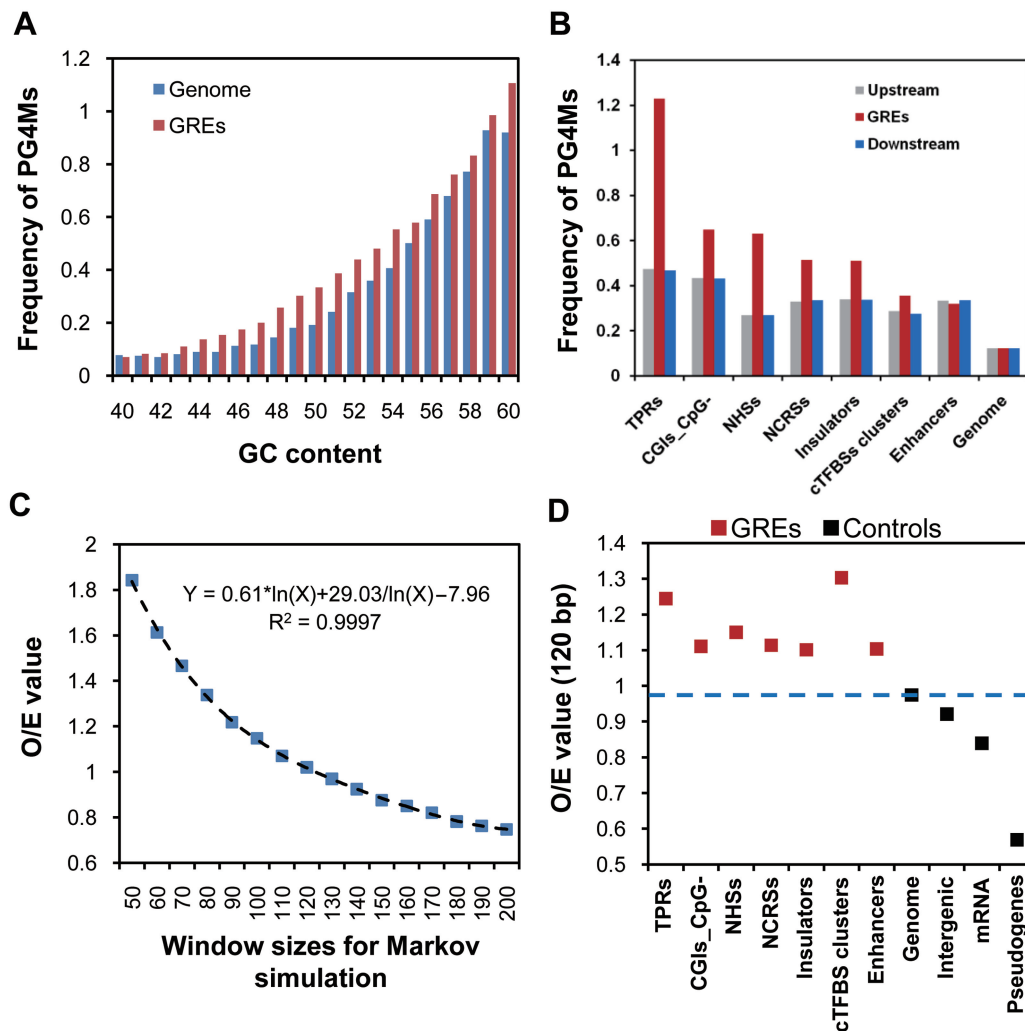 A
Frequency of PG4Ms
1.2
1
0.8
0.6
0.4
0.2
0
Genome
GREs
40 42 44 46 48 50 52 54 56 58 60
GC content
B
Frequency of PG4Ms
1.4
1.2
1
0.8
0.6
0.4
0.2
0
Upstream
GREs
Downstream
TPRs
CGIs_CpG-
NHSs
NCRSs
Insulators
cTFBSs clusters
Enhancers
Genome
C
O/E value
2
1.8
1.6
1.4
1.2
1
0.8
0.6
Y = 0.61*ln(X)+29.03/ln(X)−7.96
R² = 0.9997
50 60 70 80 90 100 110 120 130 140 150 160 170 180 190 200
Window sizes for Markov
simulation
D
GREs Controls
O/E value (120 bp)
1.4
1.3
1.2
1.1
1
0.9
0.8
0.7
0.6
0.5
TPRs
CGIs_CpG-
NHSs
NCRSs
Insulators
cTFBS clusters
Enhancers
Genome
Intergenic
mRNA
Pseudogenes